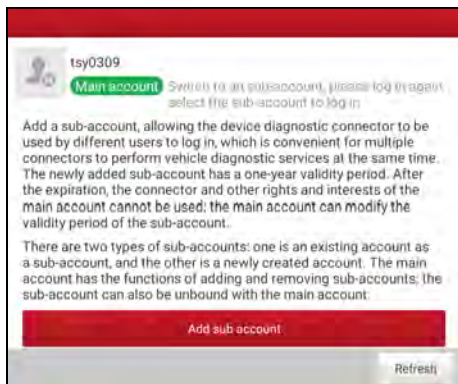 tsy0309
Main account Switch to an subaccount, please log in again
select the sub-account to log in
Add a sub-account, allowing the device diagnostic connector to be
used by different users to log in, which is convenient for multiple
connectors to perform vehicle diagnostic services at the same time.
The newly added sub-account has a one-year validity period. After
the expiration, the connector and other rights and interests of the
main account cannot be used; the main account can modify the
validity period of the sub-account.
There are two types of sub-accounts: one is an existing account as
a sub-account, and the other is a newly created account. The main
account has the functions of adding and removing sub-accounts; the
sub-account can also be unbound with the main account
Add sub account
Refresh